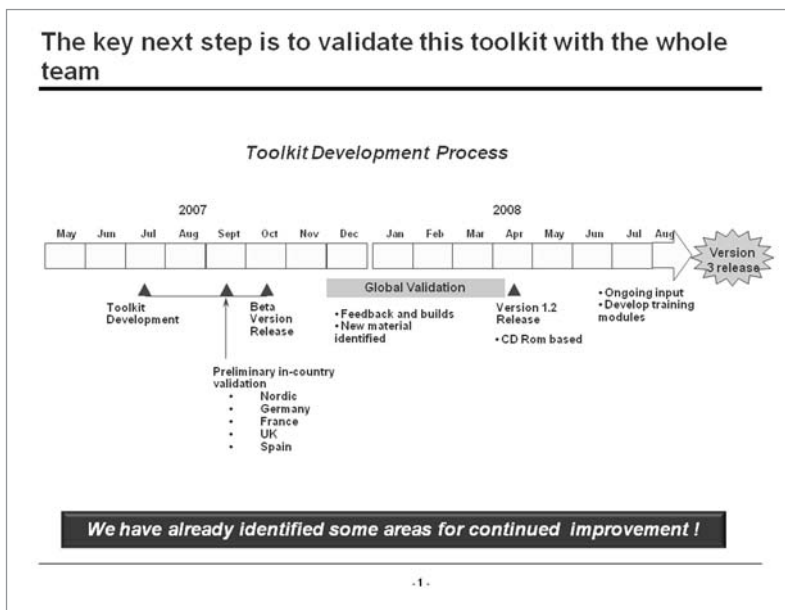 The key next step is to validate this toolkit with the whole
team
Toolkit Development Process
2007
2008
May Jun Jul Aug Sept Oct Nov Dec Jan Feb Mar Apr May Jun Jul Aug
Version
3 release
Toolkit
Development
Beta
Version
Release
Global Validation
• Feedback and builds
• New material
identified
Version 1.2
Release
• CD Rom based
• Ongoing input
• Develop training
modules
Preliminary in-country
validation
• Nordic
• Germany
• France
• UK
• Spain
We have already identified some areas for continued improvement !
- 1 -